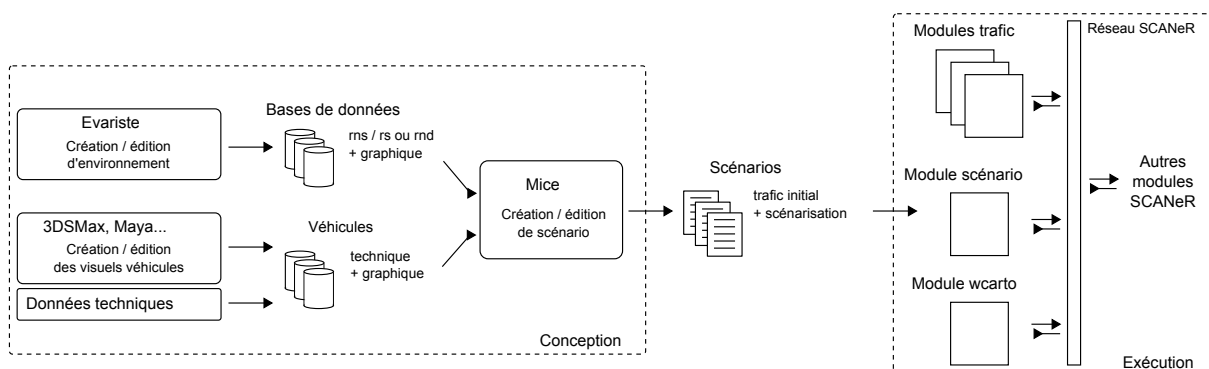 Evariste
Création / édition
d'environnement
3DSMax, Maya...
Création / édition
des visuels véhicules
Données techniques
Bases de données
rns / rs ou rnd
+ graphique
Véhicules
technique
+ graphique
Mice
Création / édition
de scénario
Conception
Scénarios
trafic initial
+ scénarisation
Modules trafic
Module scénario
Module wcarto
Réseau SCANeR
Autres
modules
SCANeR
Exécution